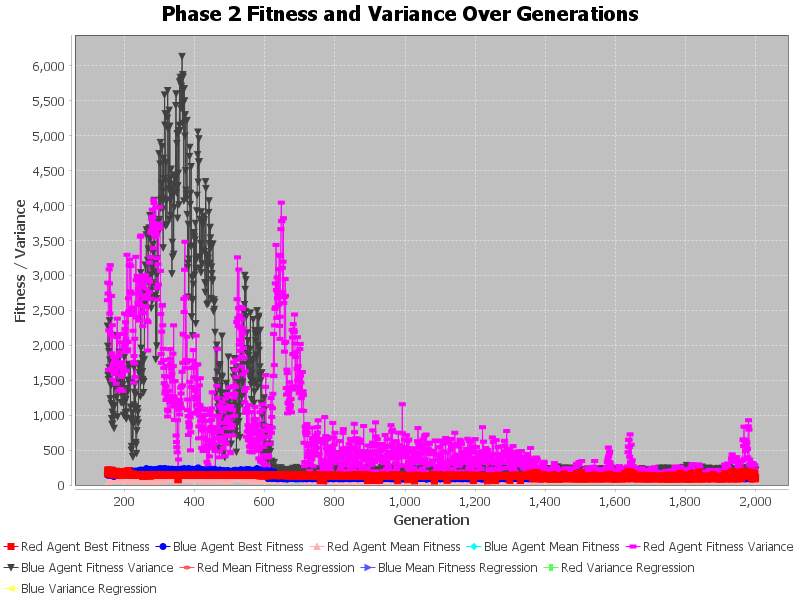 Phase 2 Fitness and Variance Over Generations
Fitness / Variance
6,000
5,500
5,000
4,500
4,000
3,500
3,000
2,500
2,000
1,500
1,000
500
0
200 400 600 800 1,000 1,200 1,400 1,600 1,800 2,000
Generation
Red Agent Best Fitness Blue Agent Best Fitness Red Agent Mean Fitness Blue Agent Mean Fitness Red Agent Fitness Variance
Blue Agent Fitness Variance Red Mean Fitness Regression Blue Mean Fitness Regression Red Variance Regression
Blue Variance Regression